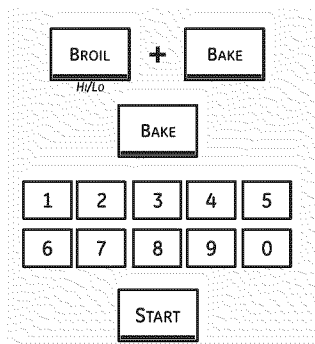 BROIL + BAKE
Hi/Lo
BAKE
1 2 3 4 5
6 7 8 9 0
START